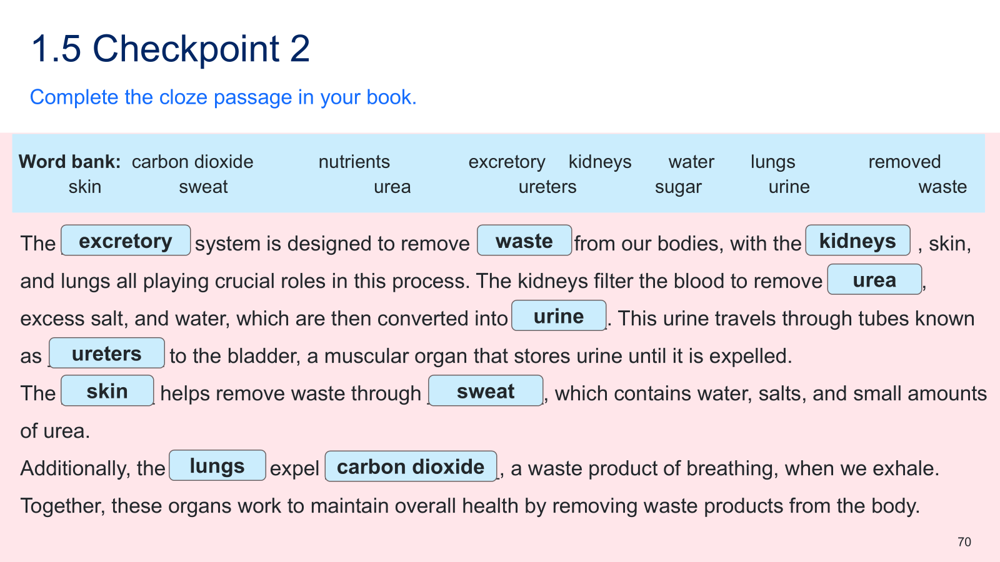 1.5 Checkpoint 2
Complete the cloze passage in your book.
Word bank: carbon dioxide nutrients excretory kidneys water lungs removed
skin sweat urea ureters sugar urine waste
The excretory system is designed to remove waste from our bodies, with the kidneys , skin,
and lungs all playing crucial roles in this process. The kidneys filter the blood to remove urea ,
excess salt, and water, which are then converted into urine . This urine travels through tubes known
as ureters to the bladder, a muscular organ that stores urine until it is expelled.
The skin helps remove waste through sweat , which contains water, salts, and small amounts
of urea.
Additionally, the lungs expel carbon dioxide , a waste product of breathing, when we exhale.
Together, these organs work to maintain overall health by removing waste products from the body.
70